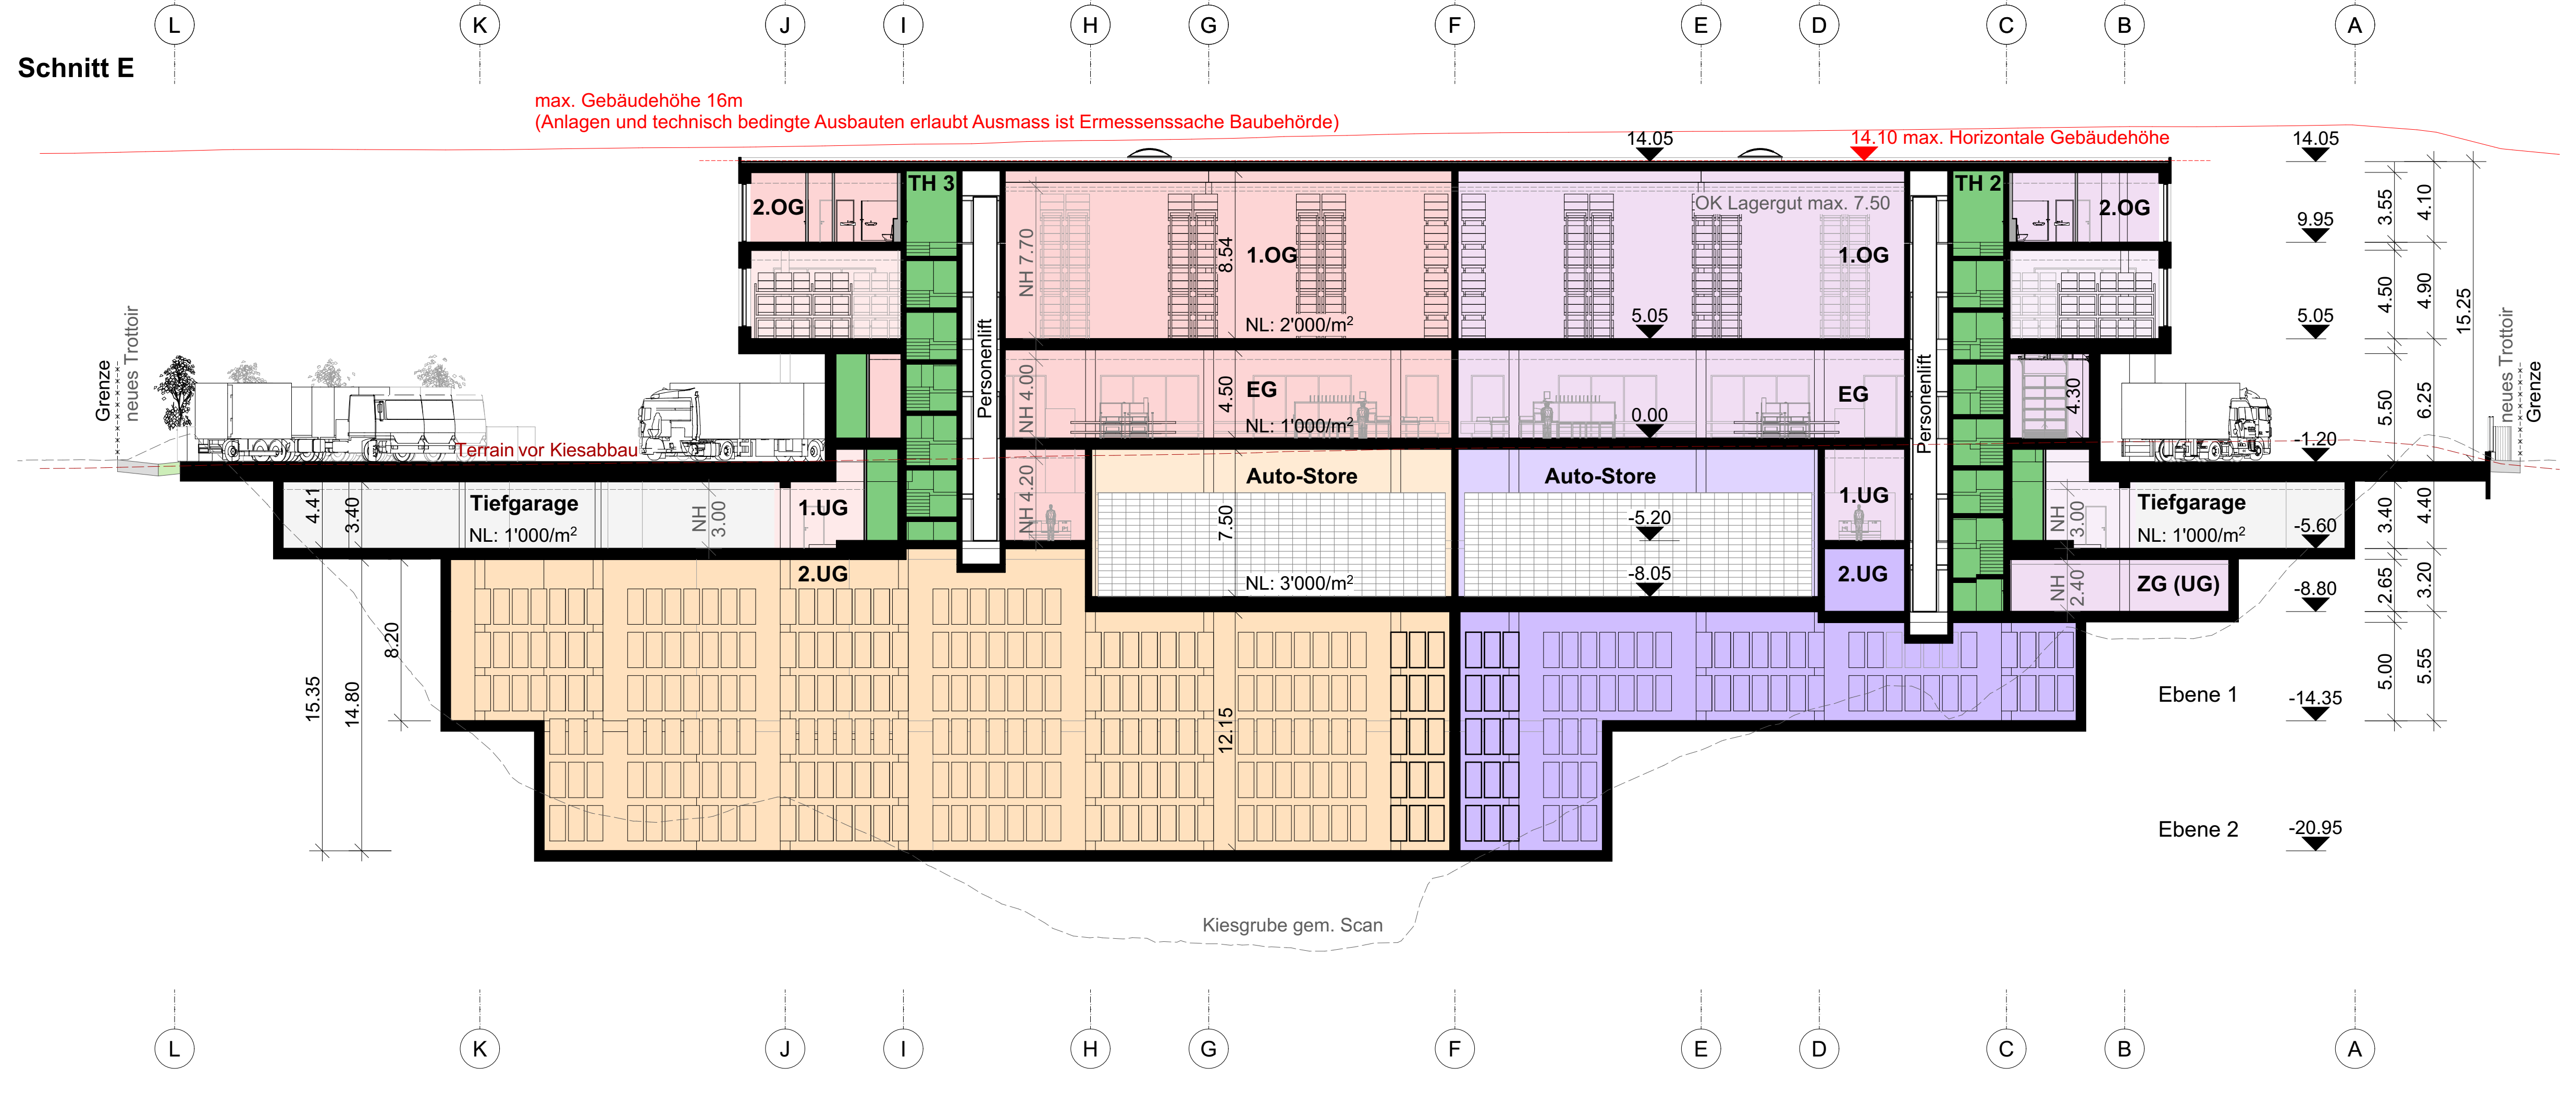 L K J I H G F E D C B A
Schnitt E
max. Gebäudehöhe 16m
(Anlagen und technisch bedingte Ausbauten erlaubt Ausmass ist Ermessenssache Baubehörde)
14.05
14.10 max. Horizontale Gebäudehöhe
14.05
2.OG
TH 3
NH 7.70
8.54
1.OG
NL: 2'000/m²
OK Lagergut max. 7.50
1.OG
5.05
TH 2
2.OG
9.95
5.05
3.55
4.10
4.50
4.90
15.25
Grenze
neues Trottoir
Terrain vor Kiesabbau
Personenlift
NH 4.00
4.50
EG
NL: 1'000/m²
0.00
EG
Personenlift
4.30
-1.20
5.50
6.25
neues Trottoir
Grenze
4.41
3.40
Tiefgarage
NL: 1'000/m²
NH
3.00
1.UG
NH 4.20
Auto-Store
7.50
NL: 3'000/m²
Auto-Store
-5.20
-8.05
1.UG
2.UG
NH
3.00
Tiefgarage
NL: 1'000/m²
-5.60
3.40
4.40
2.UG
NH
2.40
ZG (UG)
-8.80
2.65
3.20
8.20
15.35
14.80
12.15
Ebene 1
-14.35
5.00
5.55
Ebene 2
-20.95
Kiesgrube gem. Scan
L K J I H G F E D C B A